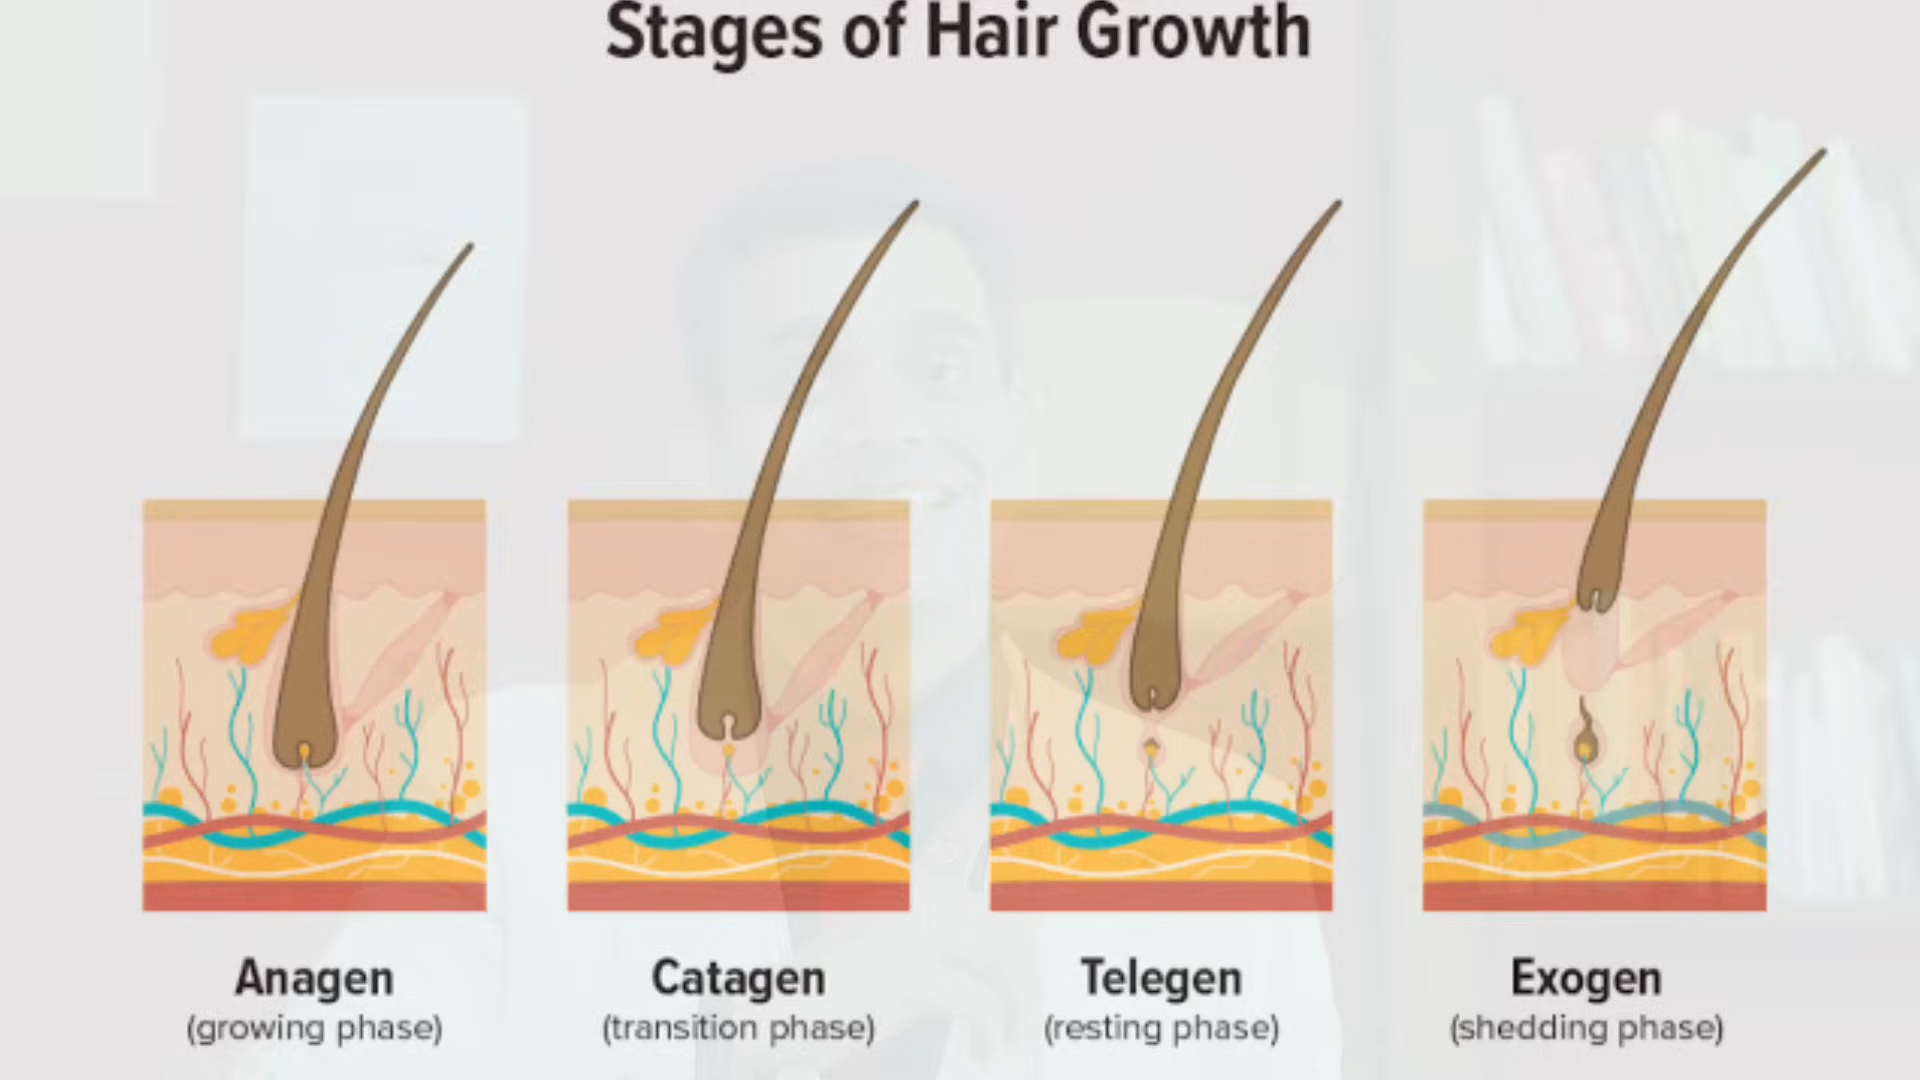 Stages of Hair Growth
Anagen
(growing phase)
Catagen
(transition phase)
Telegen
(resting phase)
Exogen
(shedding phase)